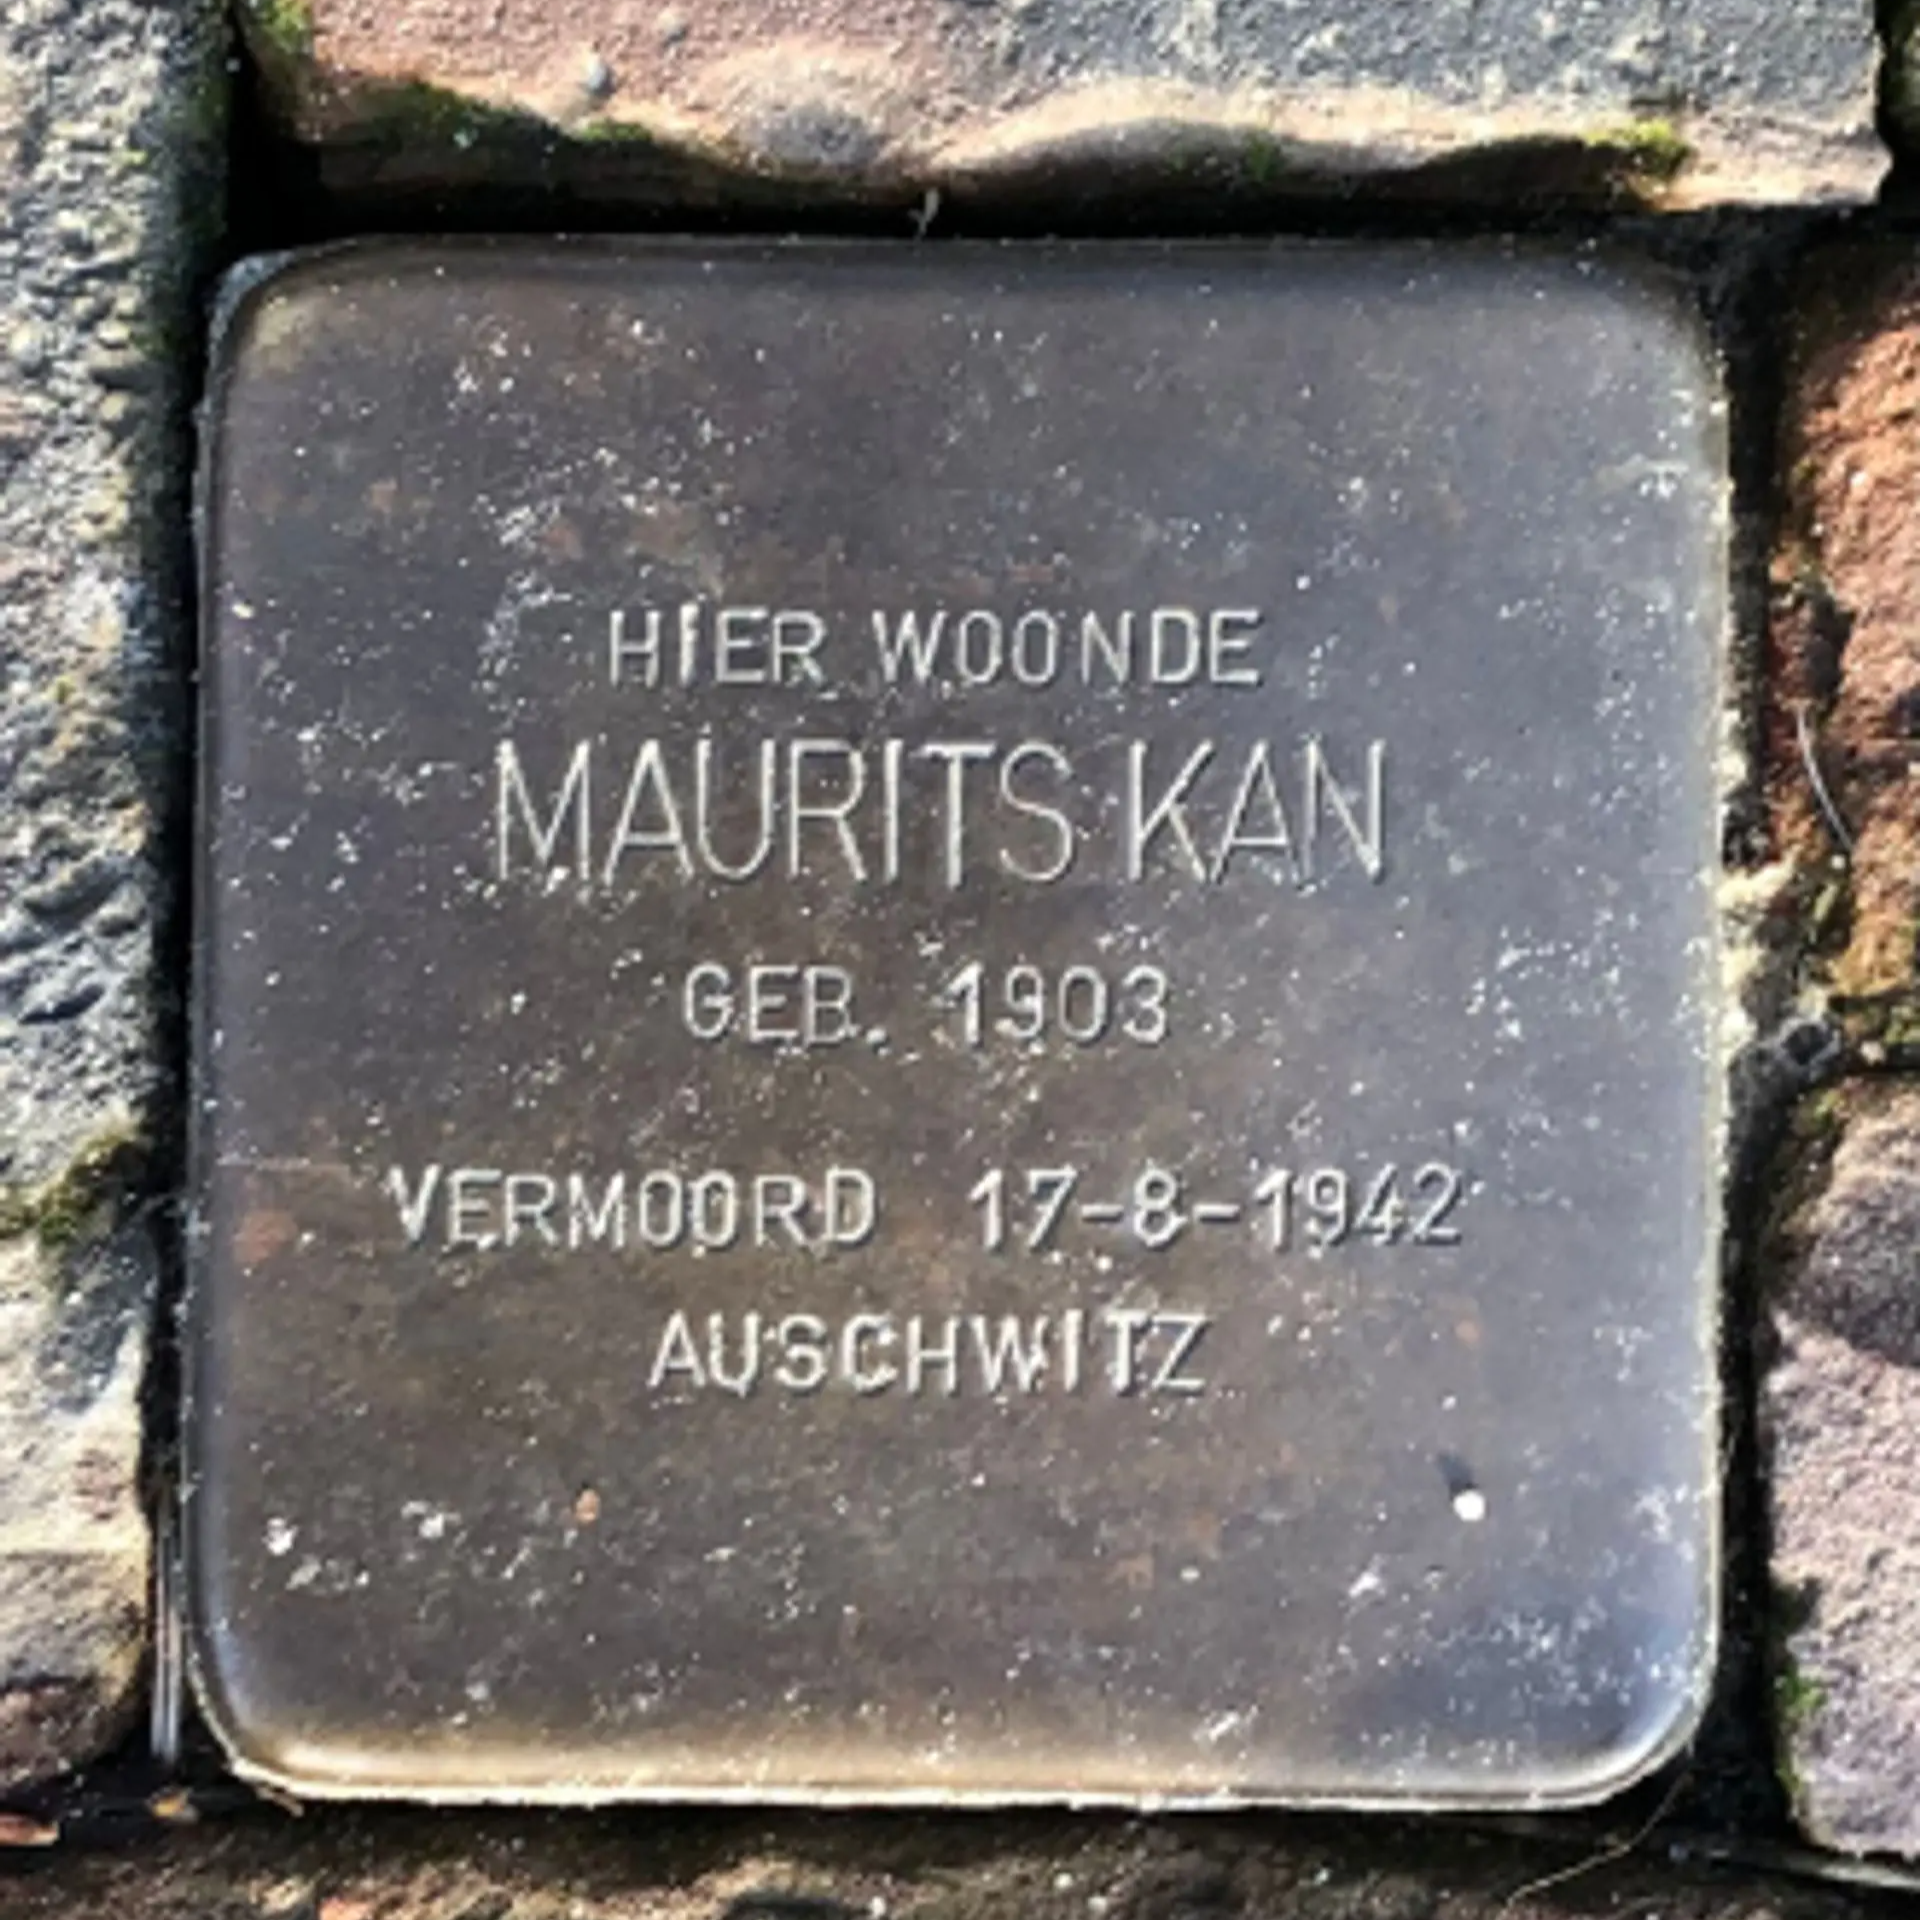 HIER WOONDE
MAURITS KAN
GEB. 1903
VERMOORD 17-8-1942
AUSCHWITZ